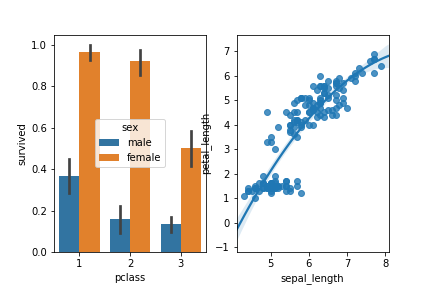 1.0
0.8
0.6
0.4
0.2
0.0
survived
sex
male
female
1 2 3
pclass
7
6
5
4
3
2
1
0
−1
petal_length
5 6 7 8
sepal_length